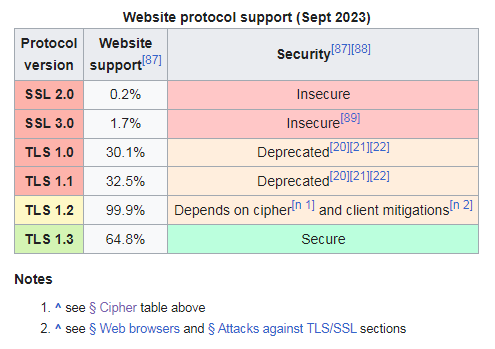 Website protocol support (Sept 2023)
Protocol version Website support[87] Security[87][88]
SSL 2.0 0.2% Insecure
SSL 3.0 1.7% Insecure[89]
TLS 1.0 30.1% Deprecated[20][21][22]
TLS 1.1 32.5% Deprecated[20][21][22]
TLS 1.2 99.9% Depends on cipher[n 1] and client mitigations[n 2]
TLS 1.3 64.8% Secure
Notes
1. ^ see § Cipher table above
2. ^ see § Web browsers and § Attacks against TLS/SSL sections